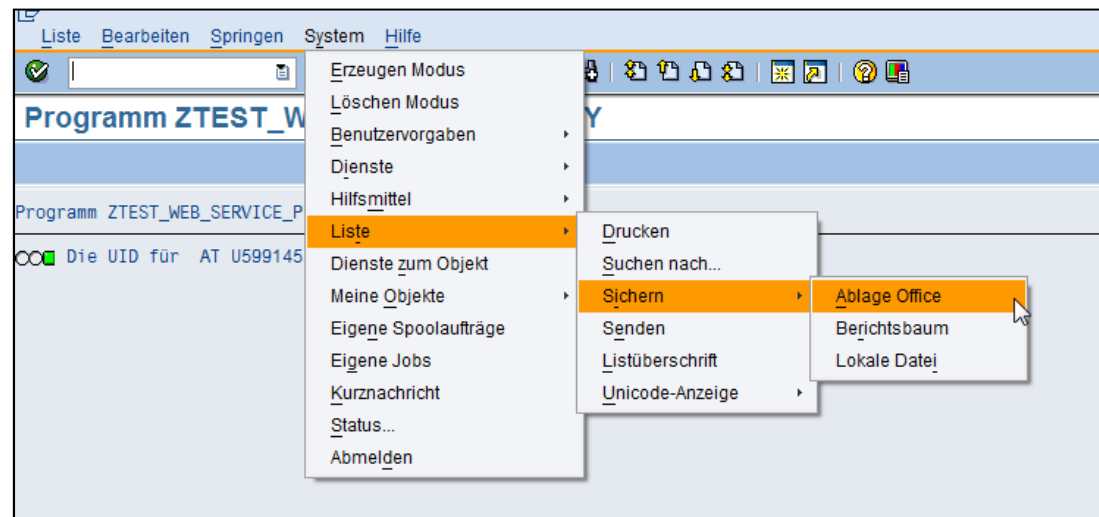 Liste Bearbeiten Springen System Hilfe
Programm ZTEST_W Y
Programm ZTEST_WEB_SERVICE_P
Die UID für AT U599145
Erzeugen Modus
Löschen Modus
Benutzervorgaben
Dienste
Hilfsmittel
Liste
Dienste zum Objekt
Meine Objekte
Eigene Spoolaufträge
Eigene Jobs
Kurznachricht
Status...
Abmelden
Drucken
Suchen nach...
Sichern
Senden
Listüberschrift
Unicode-Anzeige
Ablage Office
Berichtsbaum
Lokale Datei